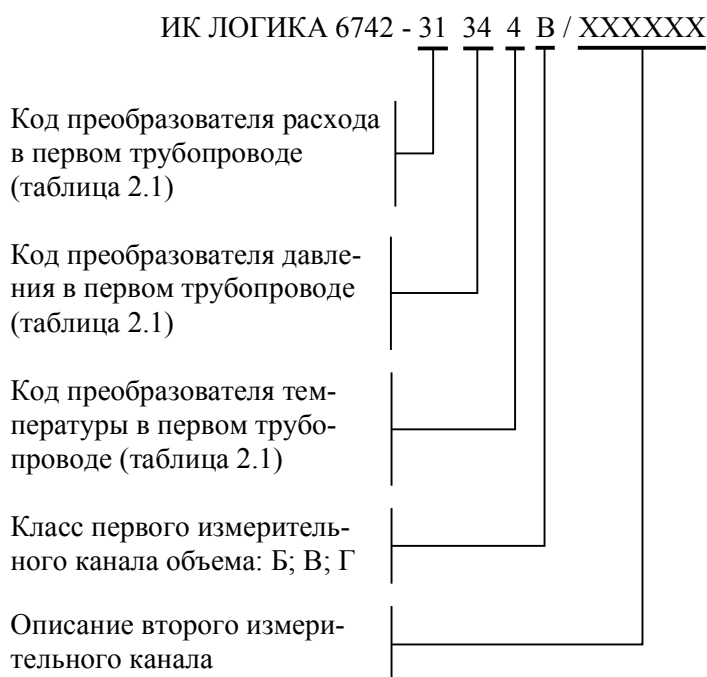 ИК ЛОГИКА 6742 - 31 34 4 В / XXXXXX
Код преобразователя расхода
в первом трубопроводе
(таблица 2.1)
Код преобразователя давле-
ния в первом трубопроводе
(таблица 2.1)
Код преобразователя тем-
пературы в первом трубо-
проводе (таблица 2.1)
Класс первого измеритель-
ного канала объема: Б; В; Г
Описание второго измери-
тельного канала